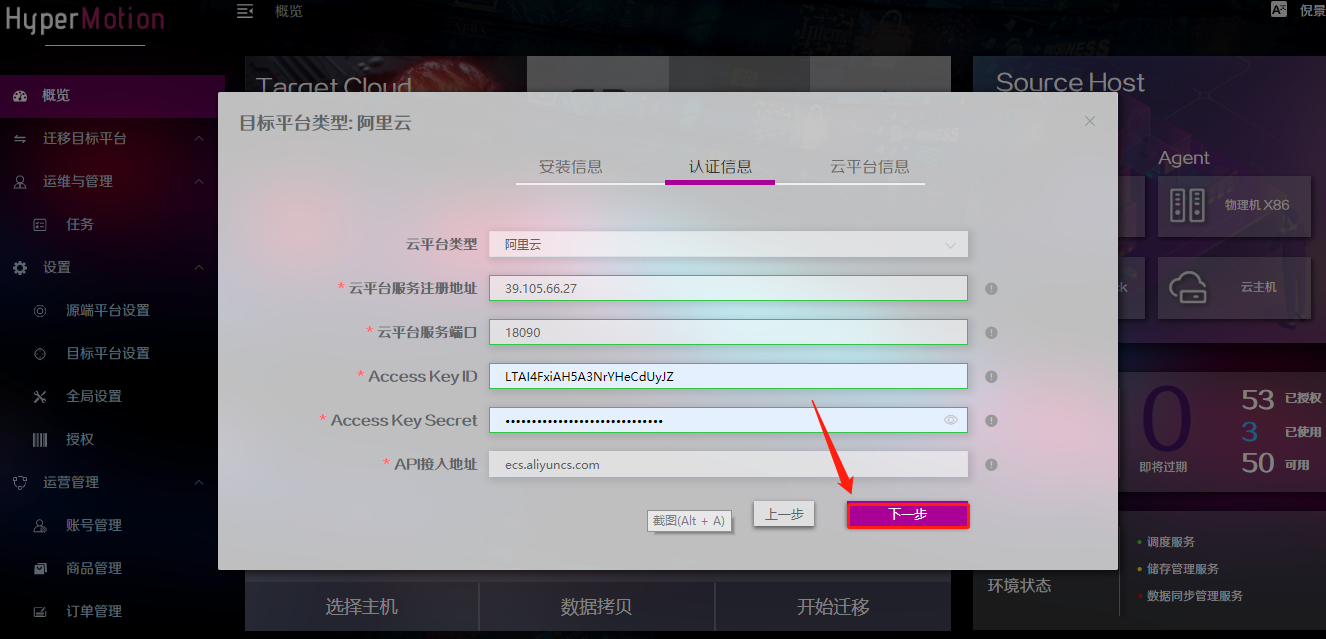 HyperMotion
概览
倪景
概览
迁移目标平台
运维与管理
任务
设置
源端平台设置
目标平台设置
全局设置
授权
运营管理
账号管理
商品管理
订单管理
Target Cloud
Source Host
Agent
物理机 X86
ck
云主机
目标平台类型: 阿里云
安装信息
认证信息
云平台信息
云平台类型
阿里云
* 云平台服务注册地址
39.105.66.27
* 云平台服务端口
18090
* Access Key ID
LTAI4FxiAH5A3NrYHeCdUyJZ
* Access Key Secret
••••••••••••••••••••••••••••••
* API接入地址
ecs.aliyuncs.com
截图(Alt + A)
上一步
下一步
0
即将过期
53 已授权
3 已使用
50 可用
环境状态
调度服务
储存管理服务
数据同步管理服务
选择主机
数据拷贝
开始迁移